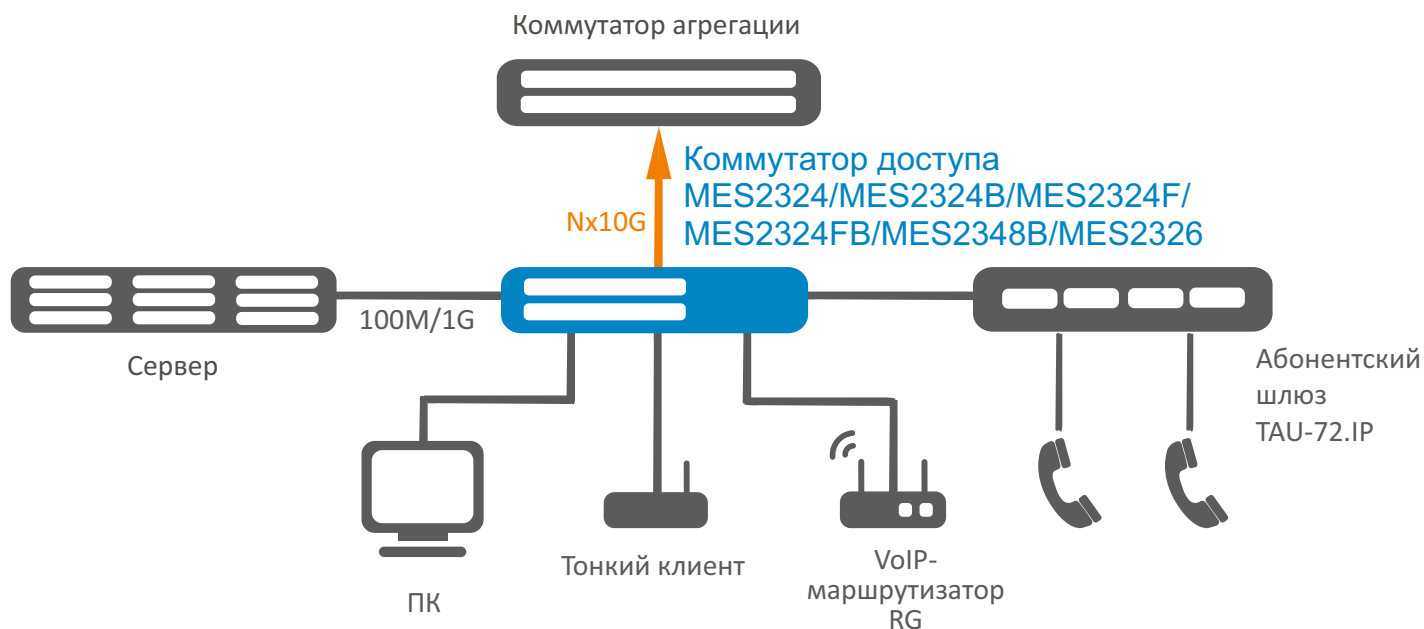 Коммутатор агрегации
Коммутатор доступа
MES2324/MES2324B/MES2324F/
MES2324FB/MES2348B/MES2326
Nx10G
100M/1G
Сервер
Абонентский
шлюз
TAU-72.IP
ПК
Тонкий клиент
VoIP-
маршрутизатор
RG